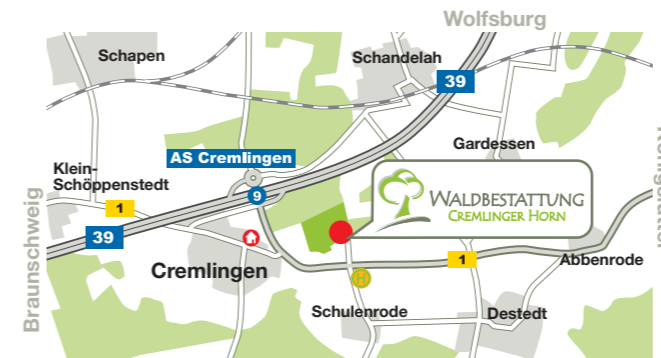 Wolfsburg
Schapen
Schandelah
39
Gardessen
AS Cremlingen
Klein-
Schöppenstedt
9
1
39
WALDBESTATTUNG
CREMLINGER HORN
Braunschweig
Cremlingen
H
1
Abbenrode
Schulenrode
Destedt